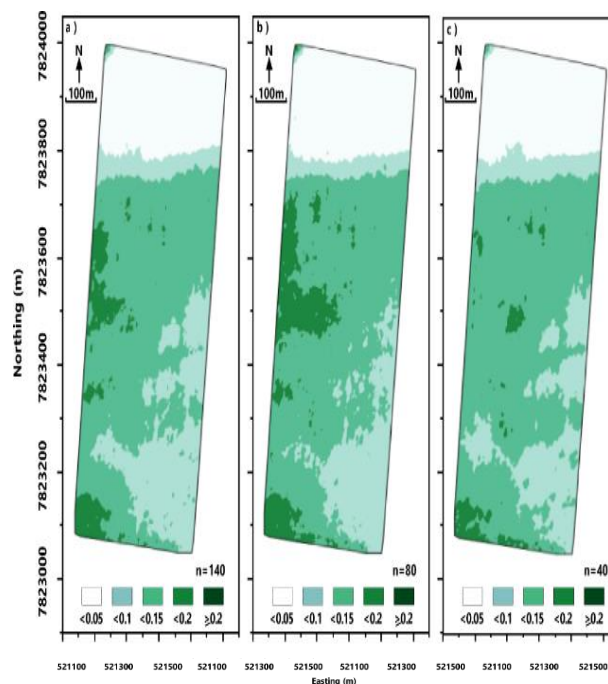 a )
b )
c )
N
N
N
100m
100m
100m
Northing (m)
7824000
7823800
7823600
7823400
7823200
7823000
n=140
n=80
n=40
<0.05 <0.1 <0.15 <0.2 ≥0.2
<0.05 <0.1 <0.15 <0.2 ≥0.2
<0.05 <0.1 <0.15 <0.2 ≥0.2
521100 521300 521500 521100 521300 521500 521100 521300 521500 521100 521300 521500
Easting (m)